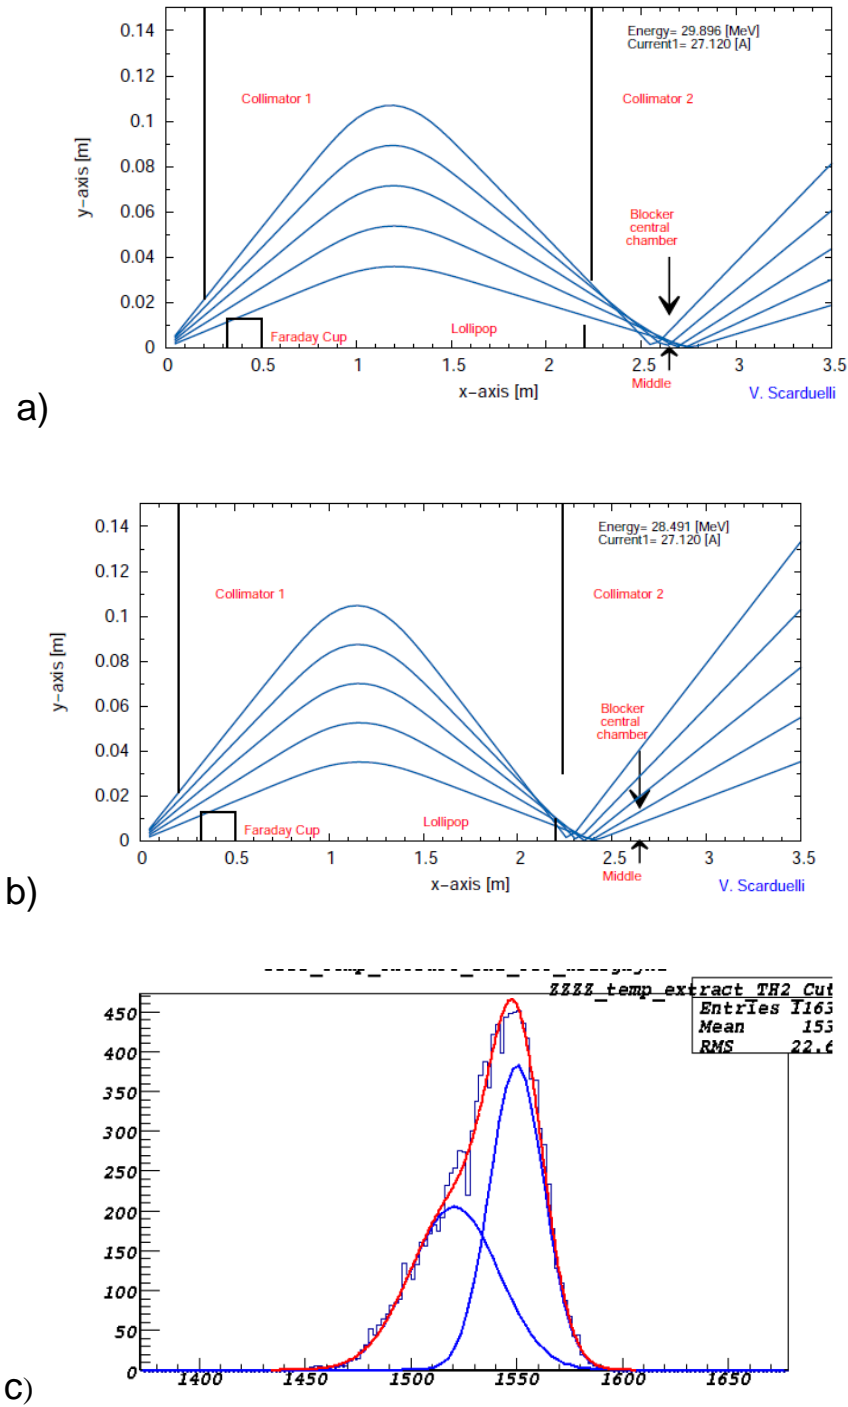 0.14
Energy= 29.896 [MeV]
Current1= 27.120 [A]
0.12
Collimator 1
Collimator 2
0.1
y-axis [m]
0.08
0.06
Blocker
central
chamber
0.04
0.02
Lollipop
Faraday Cup
0
0 0.5 1 1.5 2 2.5 3 3.5
Middle
x-axis [m]
V. Scarduelli
a)
0.14
Energy= 28.491 [MeV]
Current1= 27.120 [A]
0.12
Collimator 1
Collimator 2
0.1
y-axis [m]
0.08
0.06
Blocker
central
chamber
0.04
0.02
Lollipop
Faraday Cup
0
0 0.5 1 1.5 2 2.5 3 3.5
Middle
x-axis [m]
V. Scarduelli
b)
ZZZZ_temp_extract_TH2_Cut
Entries 1163
Mean 153
RMS 22.6
450
400
350
300
250
200
150
100
50
0
1400 1450 1500 1550 1600 1650
c)